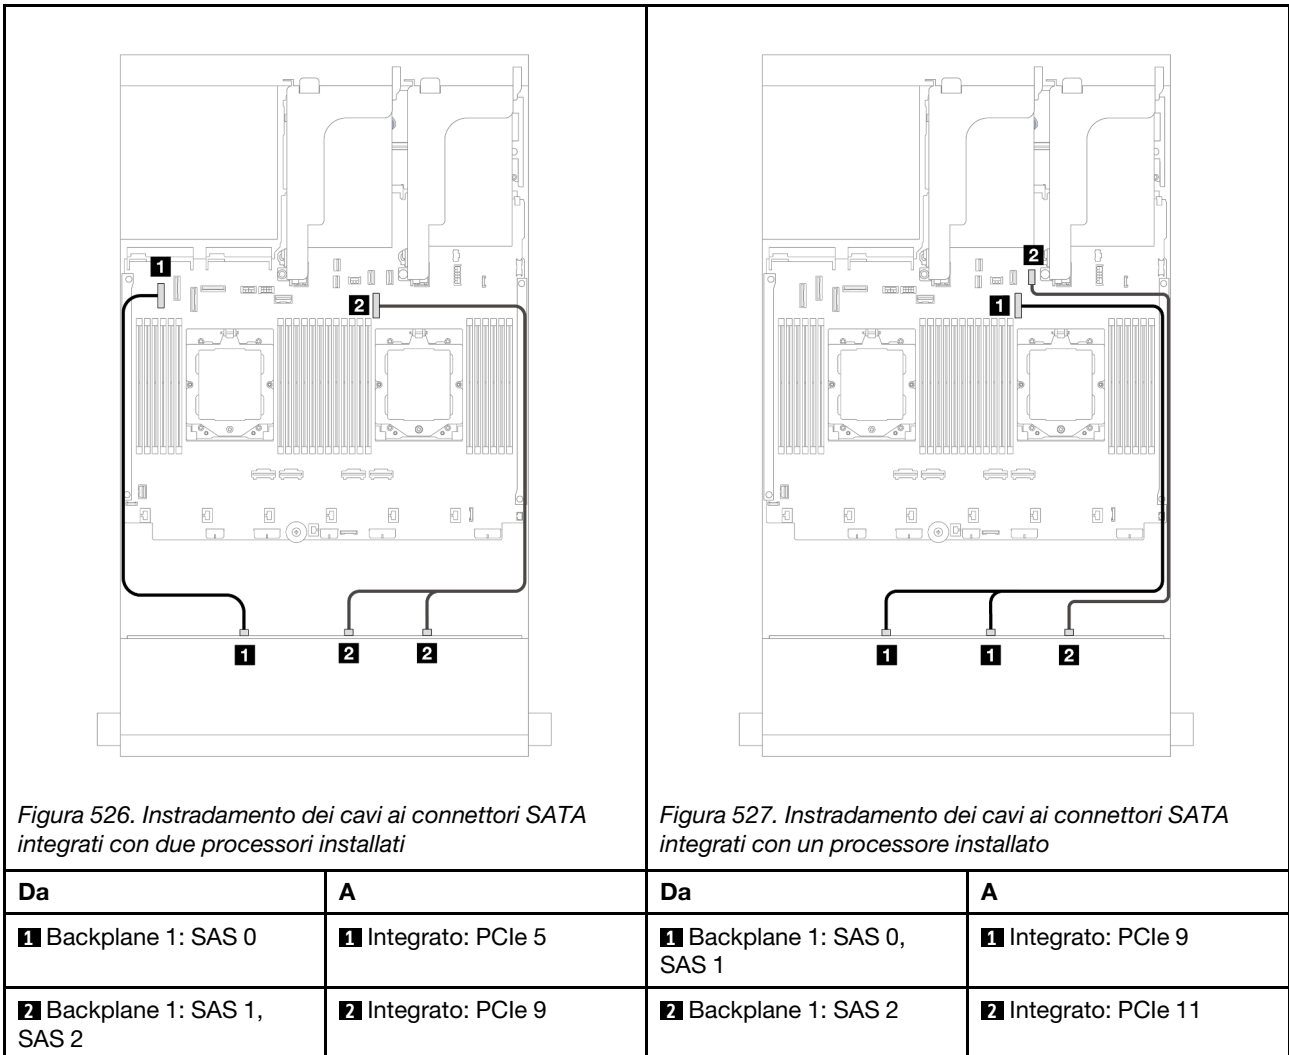 1
2
1
2
2
2
1
1
1
2
Figura 526. Instradamento dei cavi ai connettori SATA
integrati con due processori installati
Figura 527. Instradamento dei cavi ai connettori SATA
integrati con un processore installato
Da
A
Da
A
1 Backplane 1: SAS 0
1 Integrato: PCIe 5
1 Backplane 1: SAS 0,
SAS 1
1 Integrato: PCIe 9
2 Backplane 1: SAS 1,
SAS 2
2 Integrato: PCIe 9
2 Backplane 1: SAS 2
2 Integrato: PCIe 11